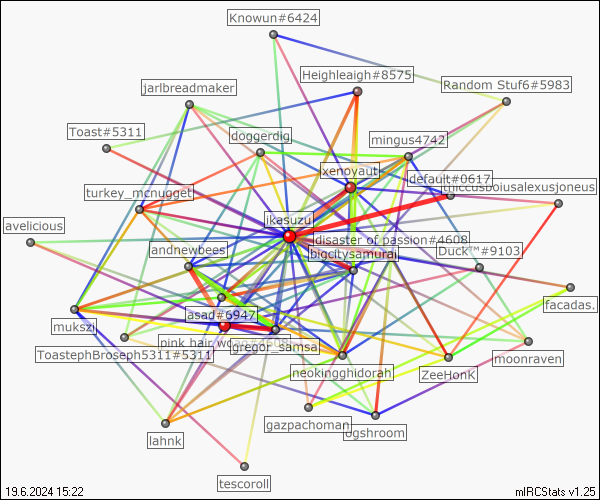 Knowun#6424
Heighleaigh#8575
Random Stuf6#5983
jarlbreadmaker
Toast#5311
doggerdig
mingus4742
xenoyaut
default#0617
turkey_mcnugget
thiccusboiusalexusjoneus
jkasuzu
avelicious
disaster of passion#4608
andnewbees
bigcitysamurai
Duck™#9103
facadas.
asad#6947
mukszi
pink hair
ToastephBroseph5311#5311
gregor_samsa
moonraven
neokingghidorah
ZeeHonK
gazpachoman
ogshroom
lahnk
tescoroll
19.6.2024 15:22
mIRCStats v1.25